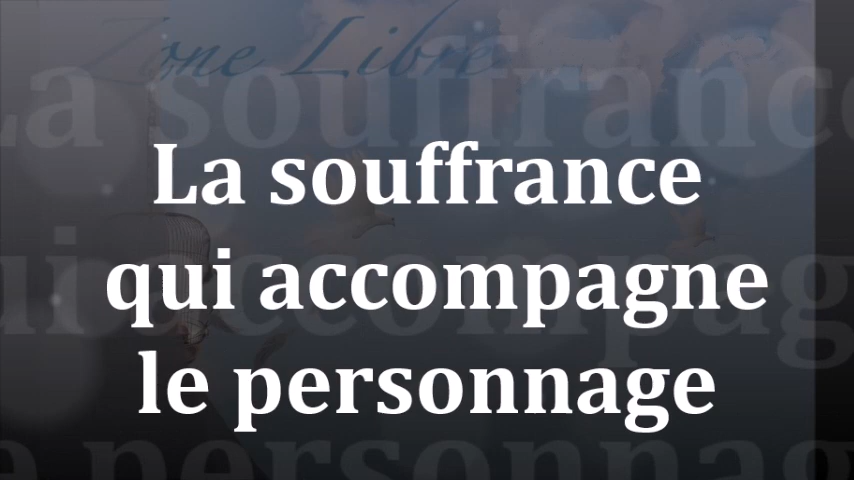 Zone Libre
La souffrance
qui accompagne
le personnage